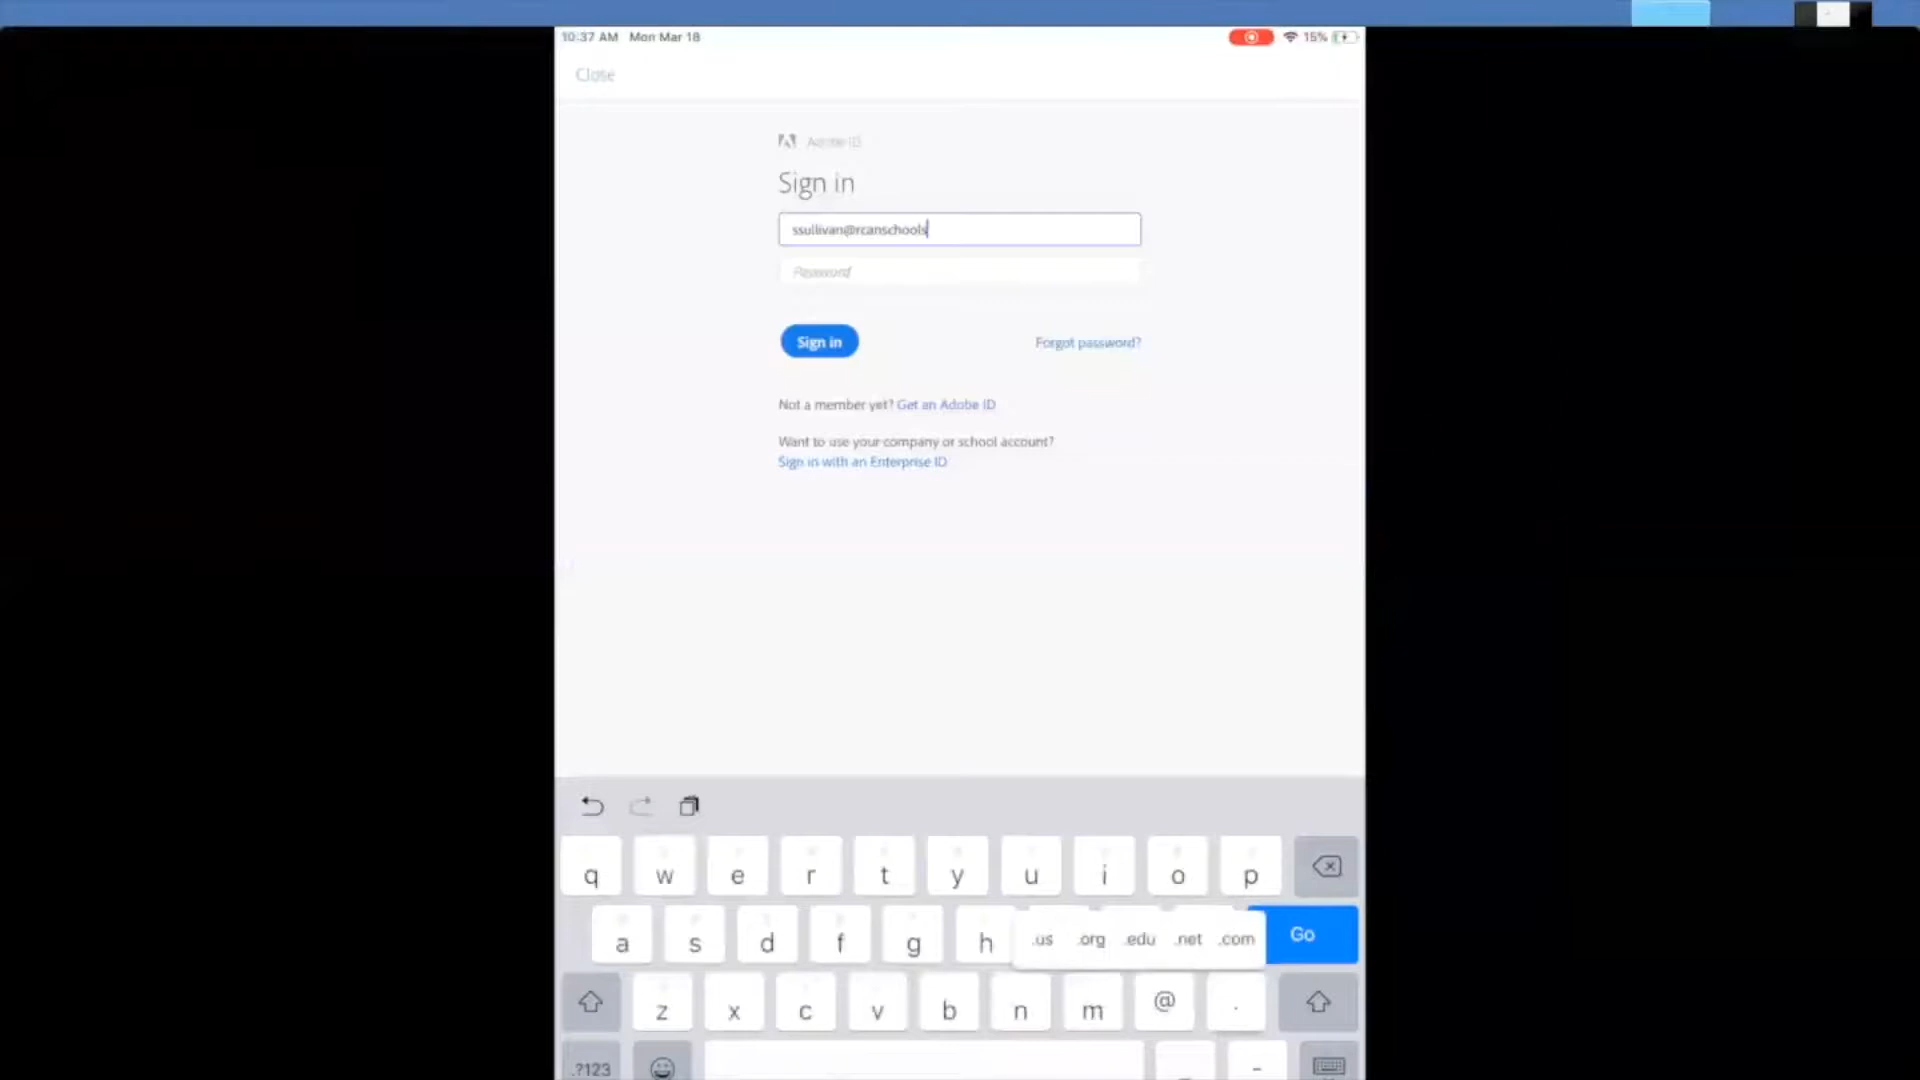 10:37 AM Mon Mar 18
15%
Close
Adobe ID
Sign in
ssullivan@rcanschools
Password
Sign in
Forgot password?
Not a member yet? Get an Adobe ID
Want to use your company or school account?
Sign in with an Enterprise ID
q w e r t y u i o p
a s d f g h .us .org .edu .net .com Go
z x c v b n m @ .
.?123 _ -